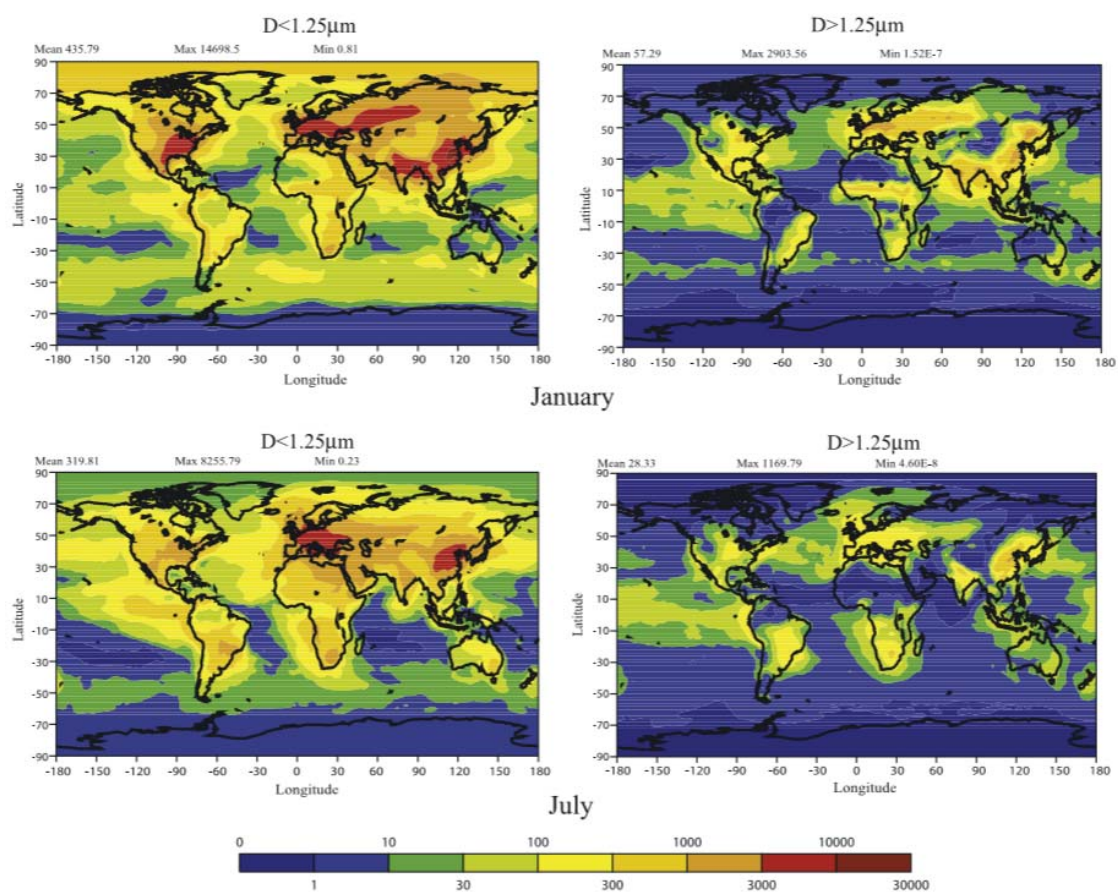 D<1.25μm
Mean 435.79 Max 14698.5 Min 0.81
90
70
50
30
10
-10
-30
-50
-70
-90
Latitude
-180 -150 -120 -90 -60 -30 0 30 60 90 120 150 180
Longitude
D>1.25μm
Mean 57.29 Max 2903.56 Min 1.52E-7
90
70
50
30
10
-10
-30
-50
-70
-90
Latitude
-180 -150 -120 -90 -60 -30 0 30 60 90 120 150 180
Longitude
January
D<1.25μm
Mean 319.81 Max 8255.79 Min 0.23
90
70
50
30
10
-10
-30
-50
-70
-90
Latitude
-180 -150 -120 -90 -60 -30 0 30 60 90 120 150 180
Longitude
D>1.25μm
Mean 28.33 Max 1169.79 Min 4.60E-8
90
70
50
30
10
-10
-30
-50
-70
-90
Latitude
-180 -150 -120 -90 -60 -30 0 30 60 90 120 150 180
Longitude
July
0 10 100 1000 10000
1 30 300 3000 30000